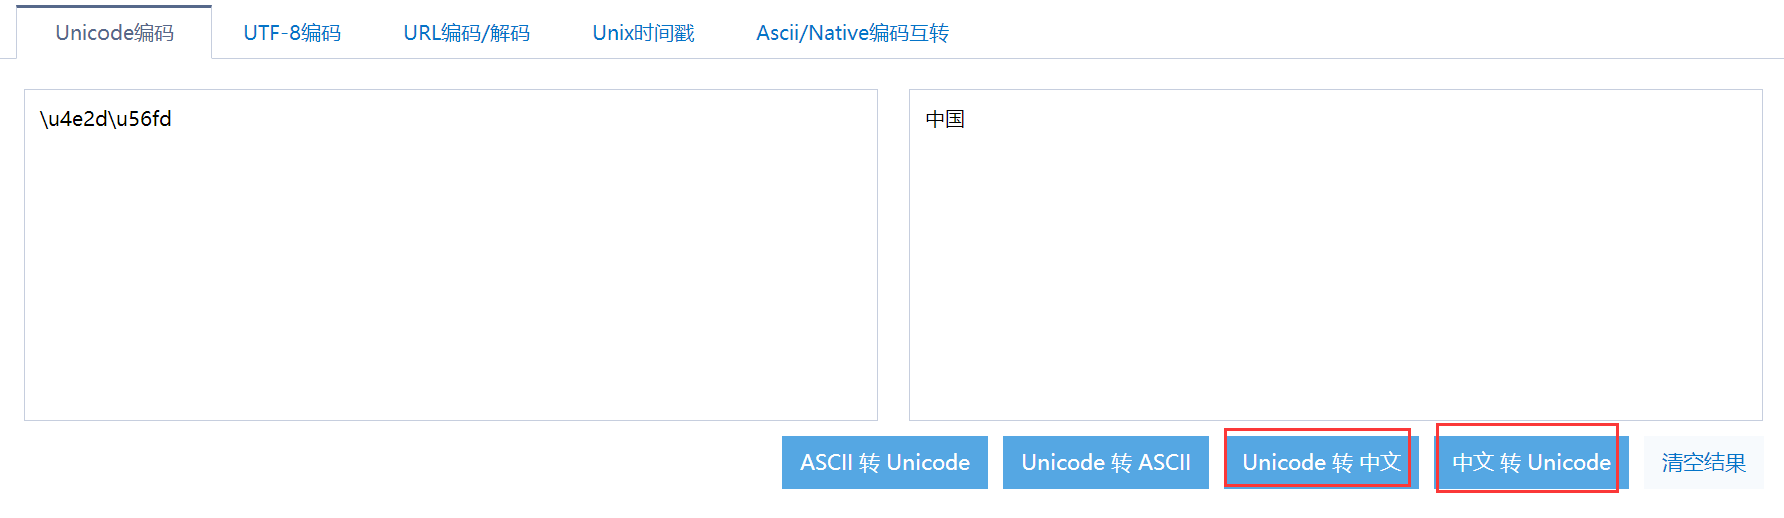 Unicode编码 UTF-8编码 URL编码/解码 Unix时间戳 Ascii/Native编码互转
\u4e2d\u56fd
中国
ASCII 转 Unicode Unicode 转 ASCII Unicode 转 中文 中文 转 Unicode 清空结果